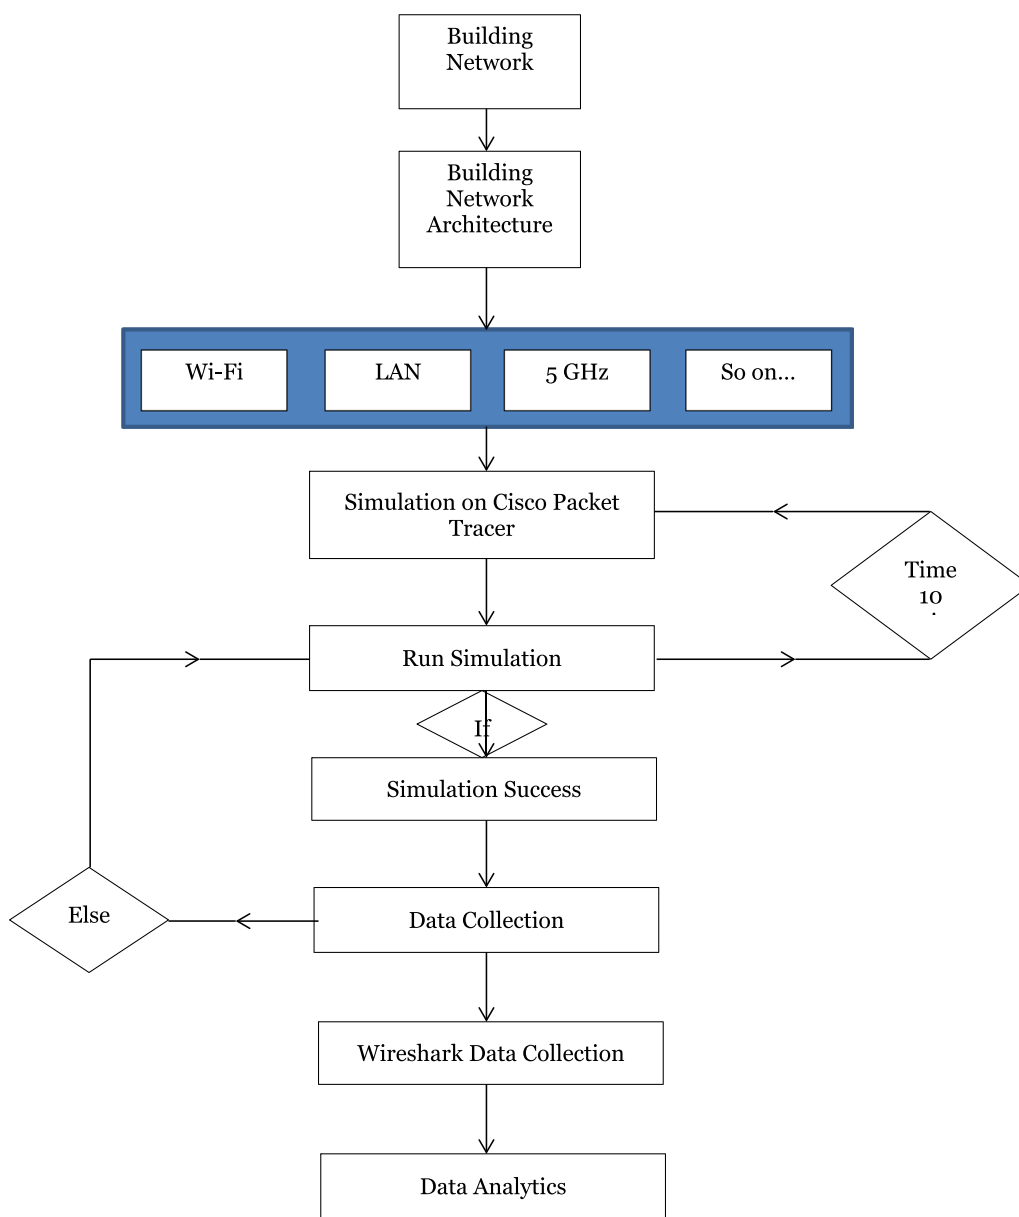 Building
Network
Building
Network
Architecture
Wi-Fi
LAN
5 GHz
So on...
Simulation on Cisco Packet
Tracer
Time
10
Run Simulation
If
Simulation Success
Else
Data Collection
Wireshark Data Collection
Data Analytics